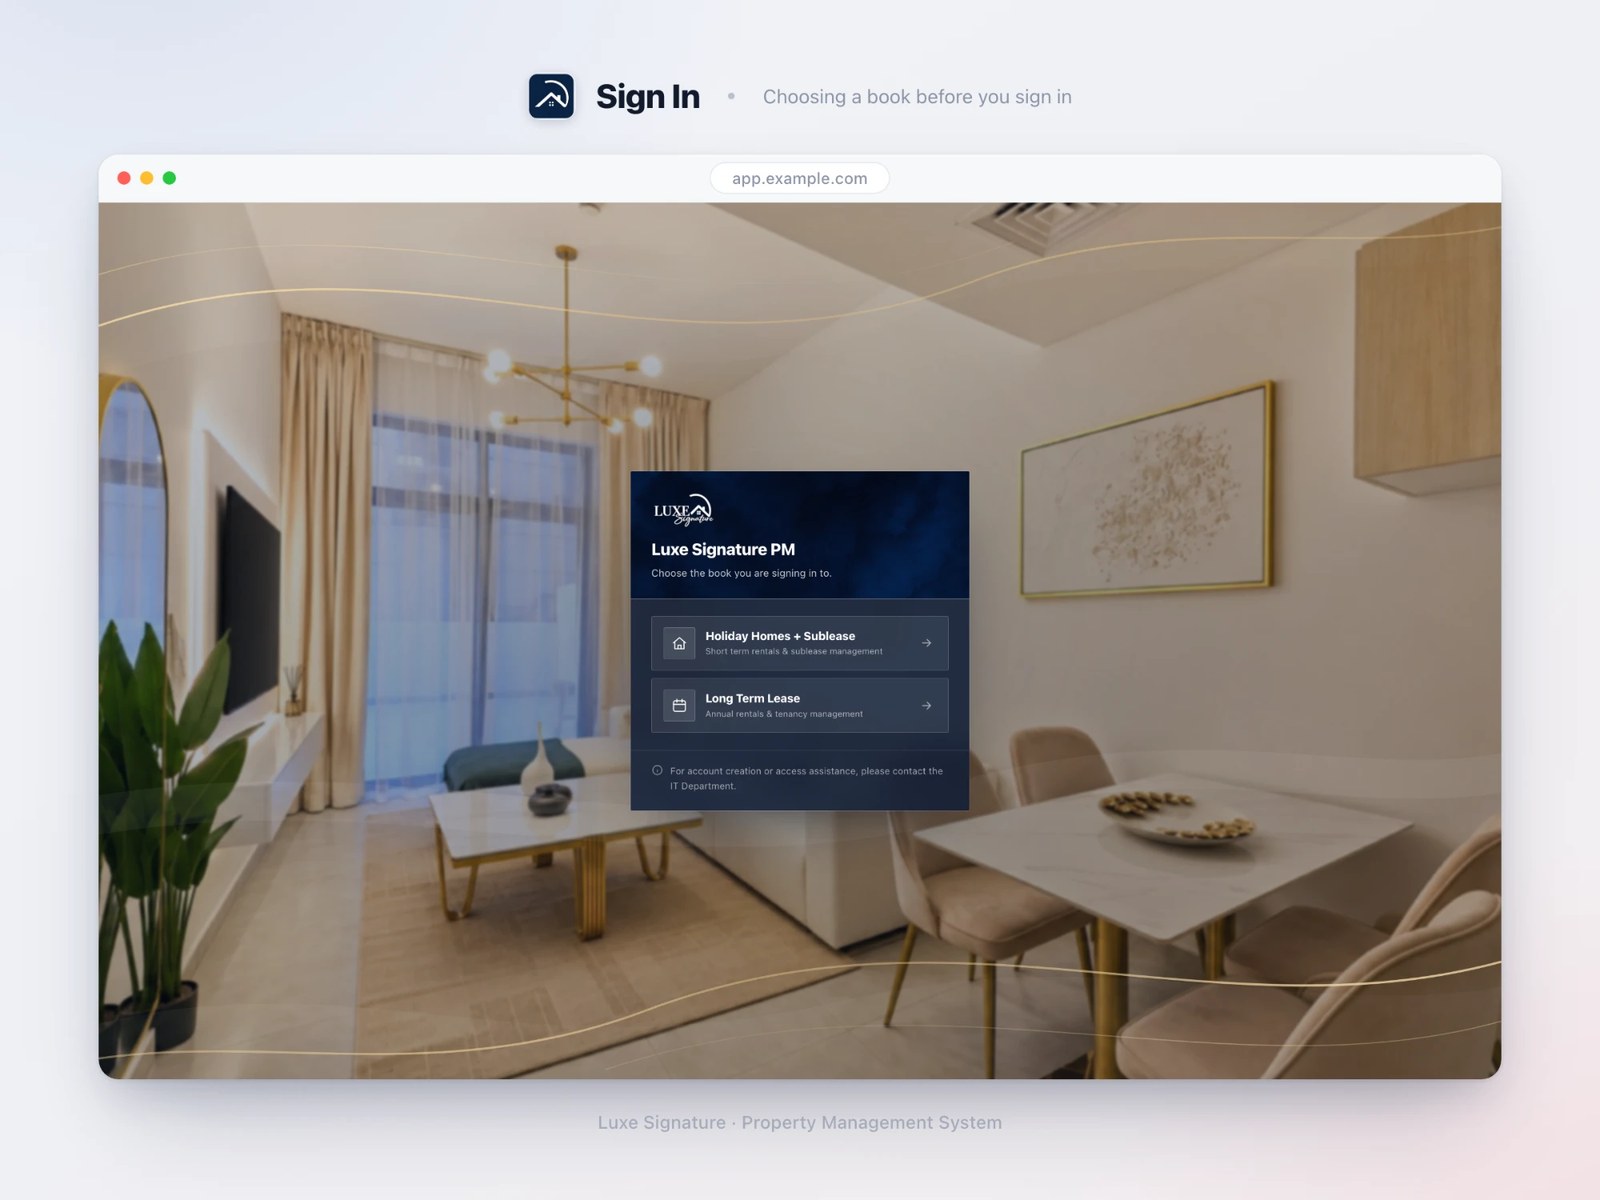 Sign In • Choosing a book before you sign in
app.example.com
LUXE
Signature
Luxe Signature PM
Choose the book you are signing in to.
Holiday Homes + Sublease
Short term rentals & sublease management
Long Term Lease
Annual rentals & tenancy management
For account creation or access assistance, please contact the
IT Department.
Luxe Signature · Property Management System